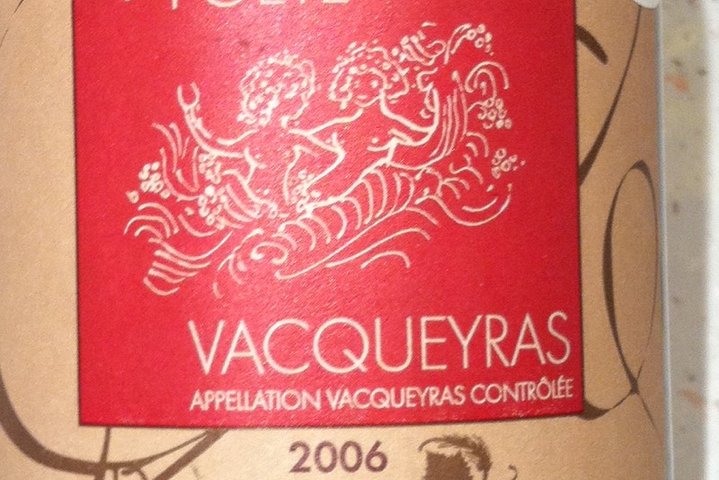 VACQUEYRAS
APPELLATION VACQUEYRAS CONTRÔLÉE
2006